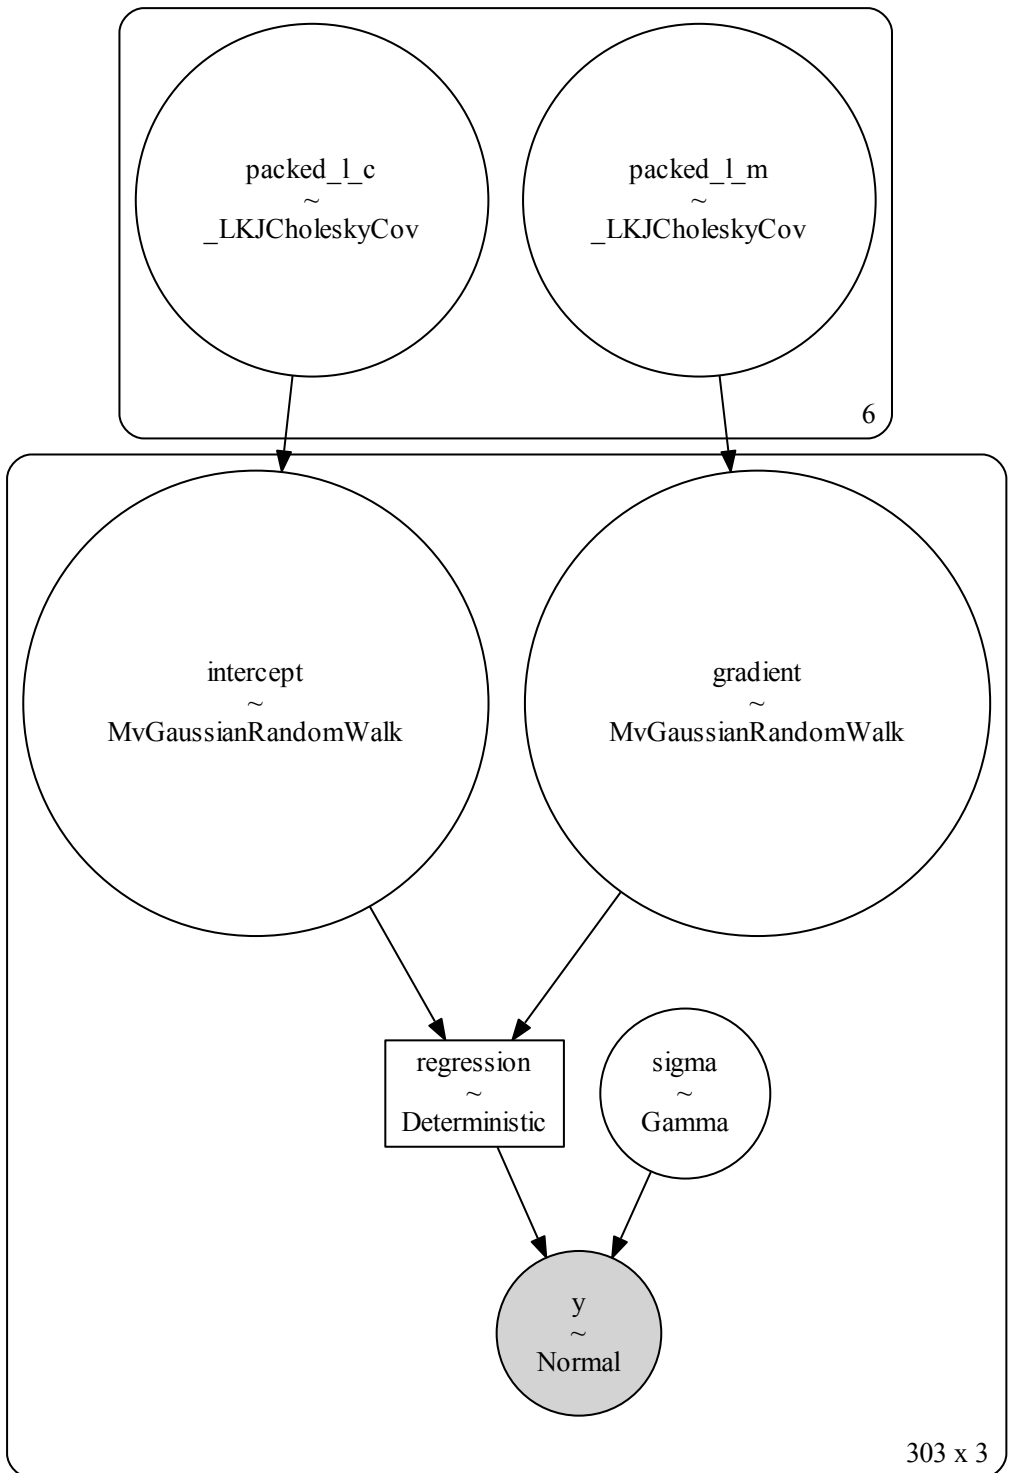 packed_l_c
~
_LKJCholeskyCov
packed_l_m
~
_LKJCholeskyCov
6
intercept
~
MvGaussianRandomWalk
gradient
~
MvGaussianRandomWalk
regression
~
Deterministic
sigma
~
Gamma
y
~
Normal
303 x 3